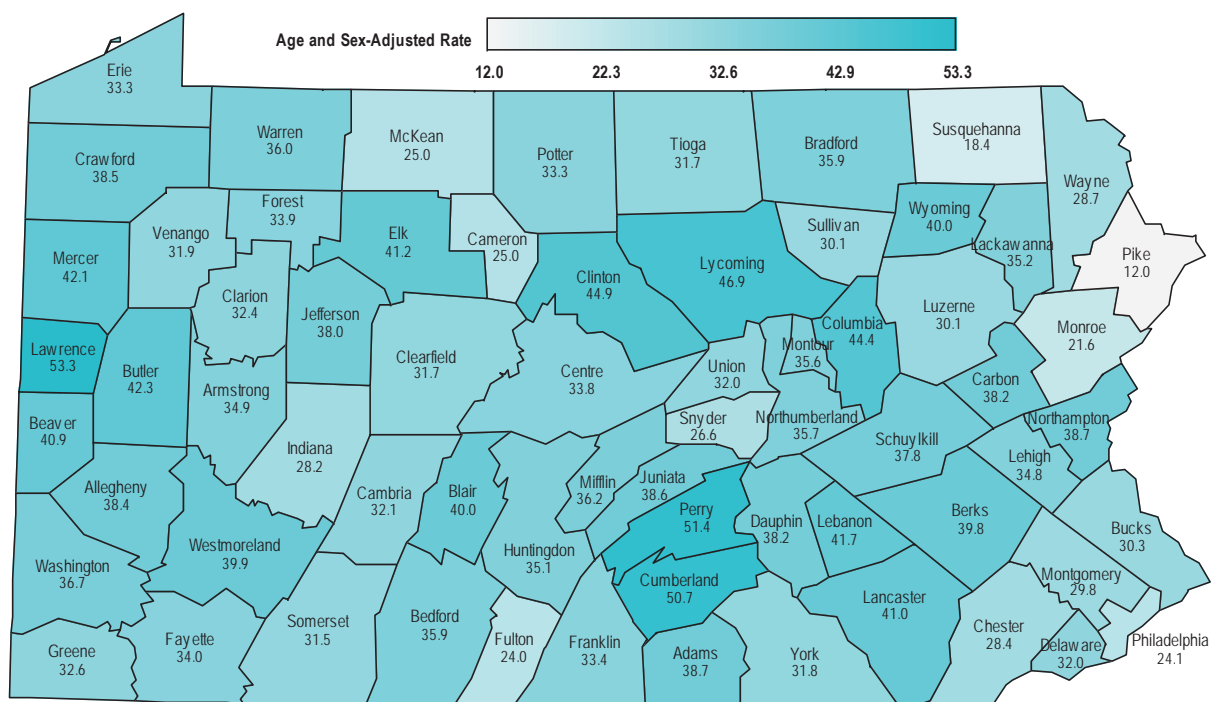 Age and Sex-Adjusted Rate
12.0 22.3 32.6 42.9 53.3
Erie
33.3
Warren
36.0
McKean
25.0
Potter
33.3
Tioga
31.7
Bradford
35.9
Susquehanna
18.4
Wayne
28.7
Crawford
38.5
Forest
33.9
Elk
41.2
Cameron
25.0
Sullivan
30.1
Wyoming
40.0
Lackawanna
35.2
Pike
12.0
Mercer
42.1
Venango
31.9
Clarion
32.4
Jefferson
38.0
Clinton
44.9
Lycoming
46.9
Columbia
44.4
Luzerne
30.1
Monroe
21.6
Lawrence
53.3
Butler
42.3
Armstrong
34.9
Clearfield
31.7
Centre
33.8
Union
32.0
Montour
35.6
Carbon
38.2
Beaver
40.9
Indiana
28.2
Snyder
26.6
Northumberland
35.7
Schuylkill
37.8
Northampton
38.7
Lehigh
34.8
Allegheny
38.4
Cambria
32.1
Blair
40.0
Mifflin
36.2
Juniata
38.6
Perry
51.4
Dauphin
38.2
Lebanon
41.7
Berks
39.8
Bucks
30.3
Washington
36.7
Westmoreland
39.9
Huntingdon
35.1
Cumberland
50.7
Lancaster
41.0
Montgomery
29.8
Greene
32.6
Fayette
34.0
Somerset
31.5
Bedford
35.9
Fulton
24.0
Franklin
33.4
Adams
38.7
York
31.8
Chester
28.4
Delaware
32.0
Philadelphia
24.1